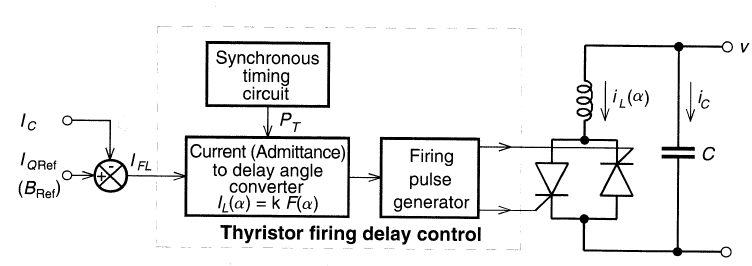 Synchronous
timing
circuit
v
i_L(α)
i_C
I_C
P_T
I_QRef
(B_Ref)
-
+
I_FL
Current (Admittance)
to delay angle
converter
I_L(α) = k F(α)
Firing
pulse
generator
C
Thyristor firing delay control